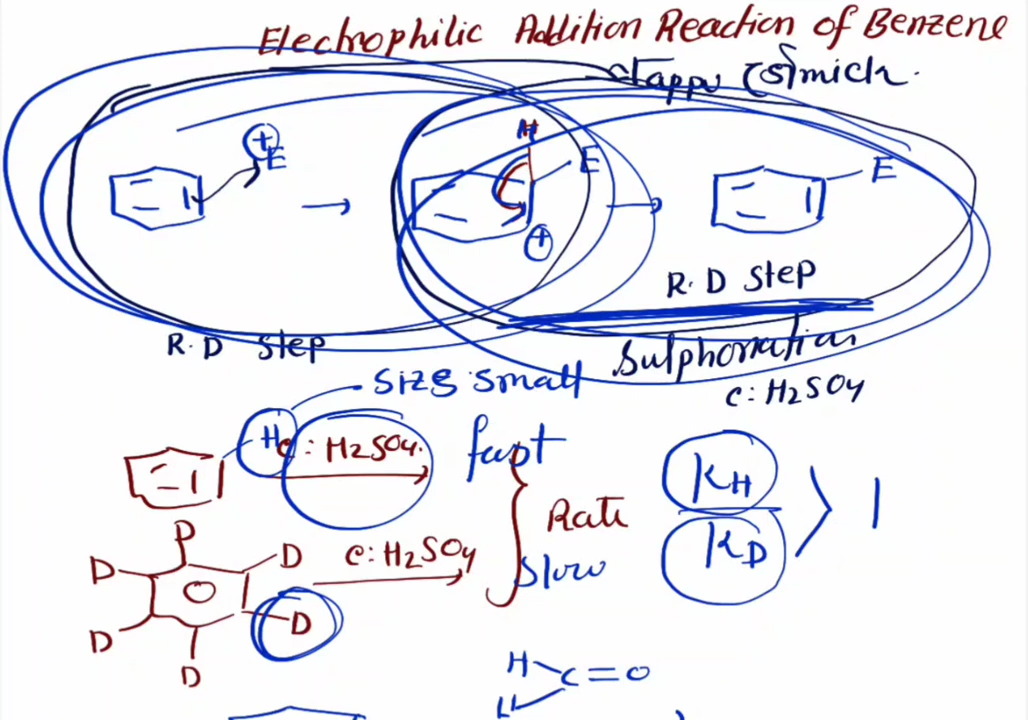 Electrophilic Addition Reaction of Benzene
H
⊕
E
E
E
⊕
R.D Step
R.D Step
Sulphonation
C: H2SO4
Size small
H
C: H2SO4.
fast
KH
KD
> 1
Rate
Slow
D
D
D
C: H2SO4
D
D
D
H
C=O
H